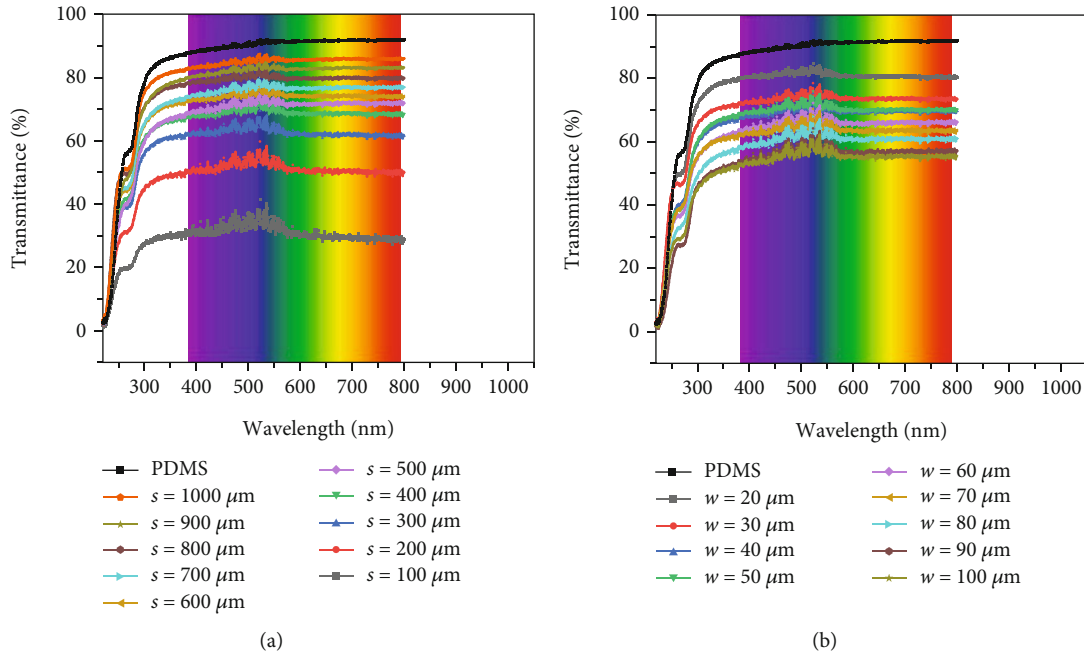 100
80
60
40
20
0
Transmittance (%)
300 400 500 600 700 800 900 1000
Wavelength (nm)
PDMS
s = 1000 μm
s = 900 μm
s = 800 μm
s = 700 μm
s = 600 μm
s = 500 μm
s = 400 μm
s = 300 μm
s = 200 μm
s = 100 μm
(a)
100
80
60
40
20
0
Transmittance (%)
300 400 500 600 700 800 900 1000
Wavelength (nm)
PDMS
w = 20 μm
w = 30 μm
w = 40 μm
w = 50 μm
w = 60 μm
w = 70 μm
w = 80 μm
w = 90 μm
w = 100 μm
(b)